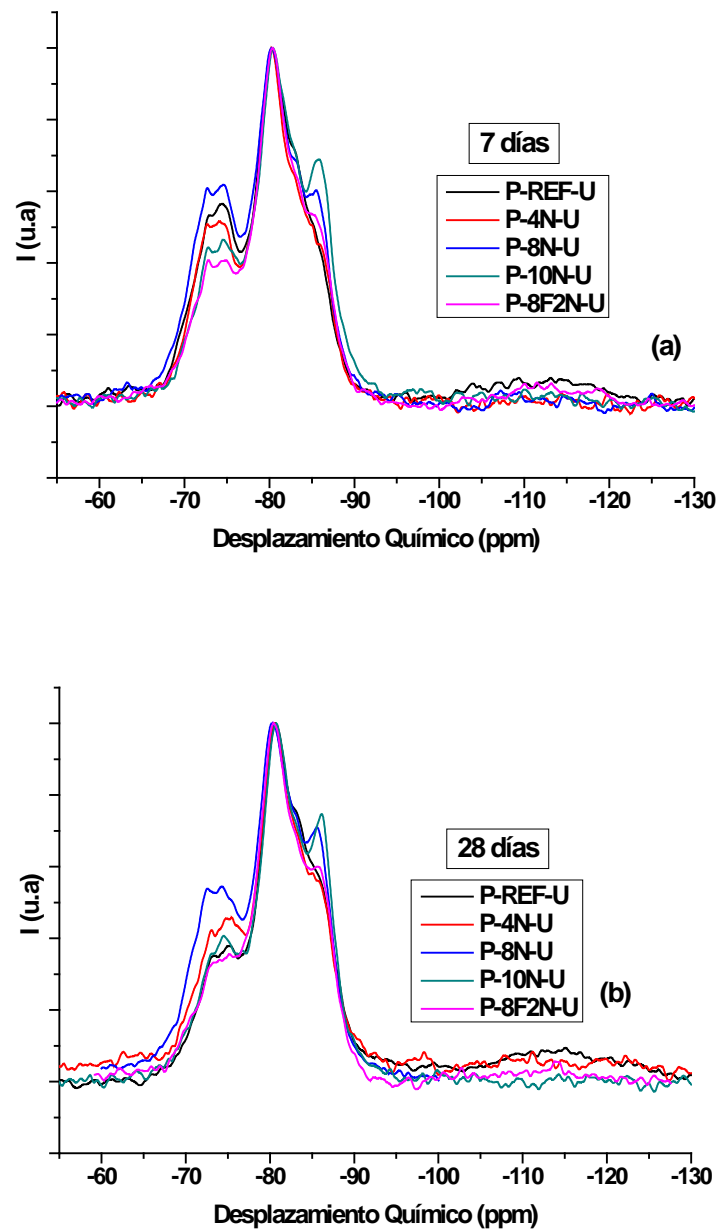 7 días
P-REF-U
P-4N-U
P-8N-U
P-10N-U
P-8F2N-U
(a)
I (u.a)
-60 -70 -80 -90 -100 -110 -120 -130
Desplazamiento Químico (ppm)
28 días
P-REF-U
P-4N-U
P-8N-U
P-10N-U
P-8F2N-U
(b)
I (u.a)
-60 -70 -80 -90 -100 -110 -120 -130
Desplazamiento Químico (ppm)